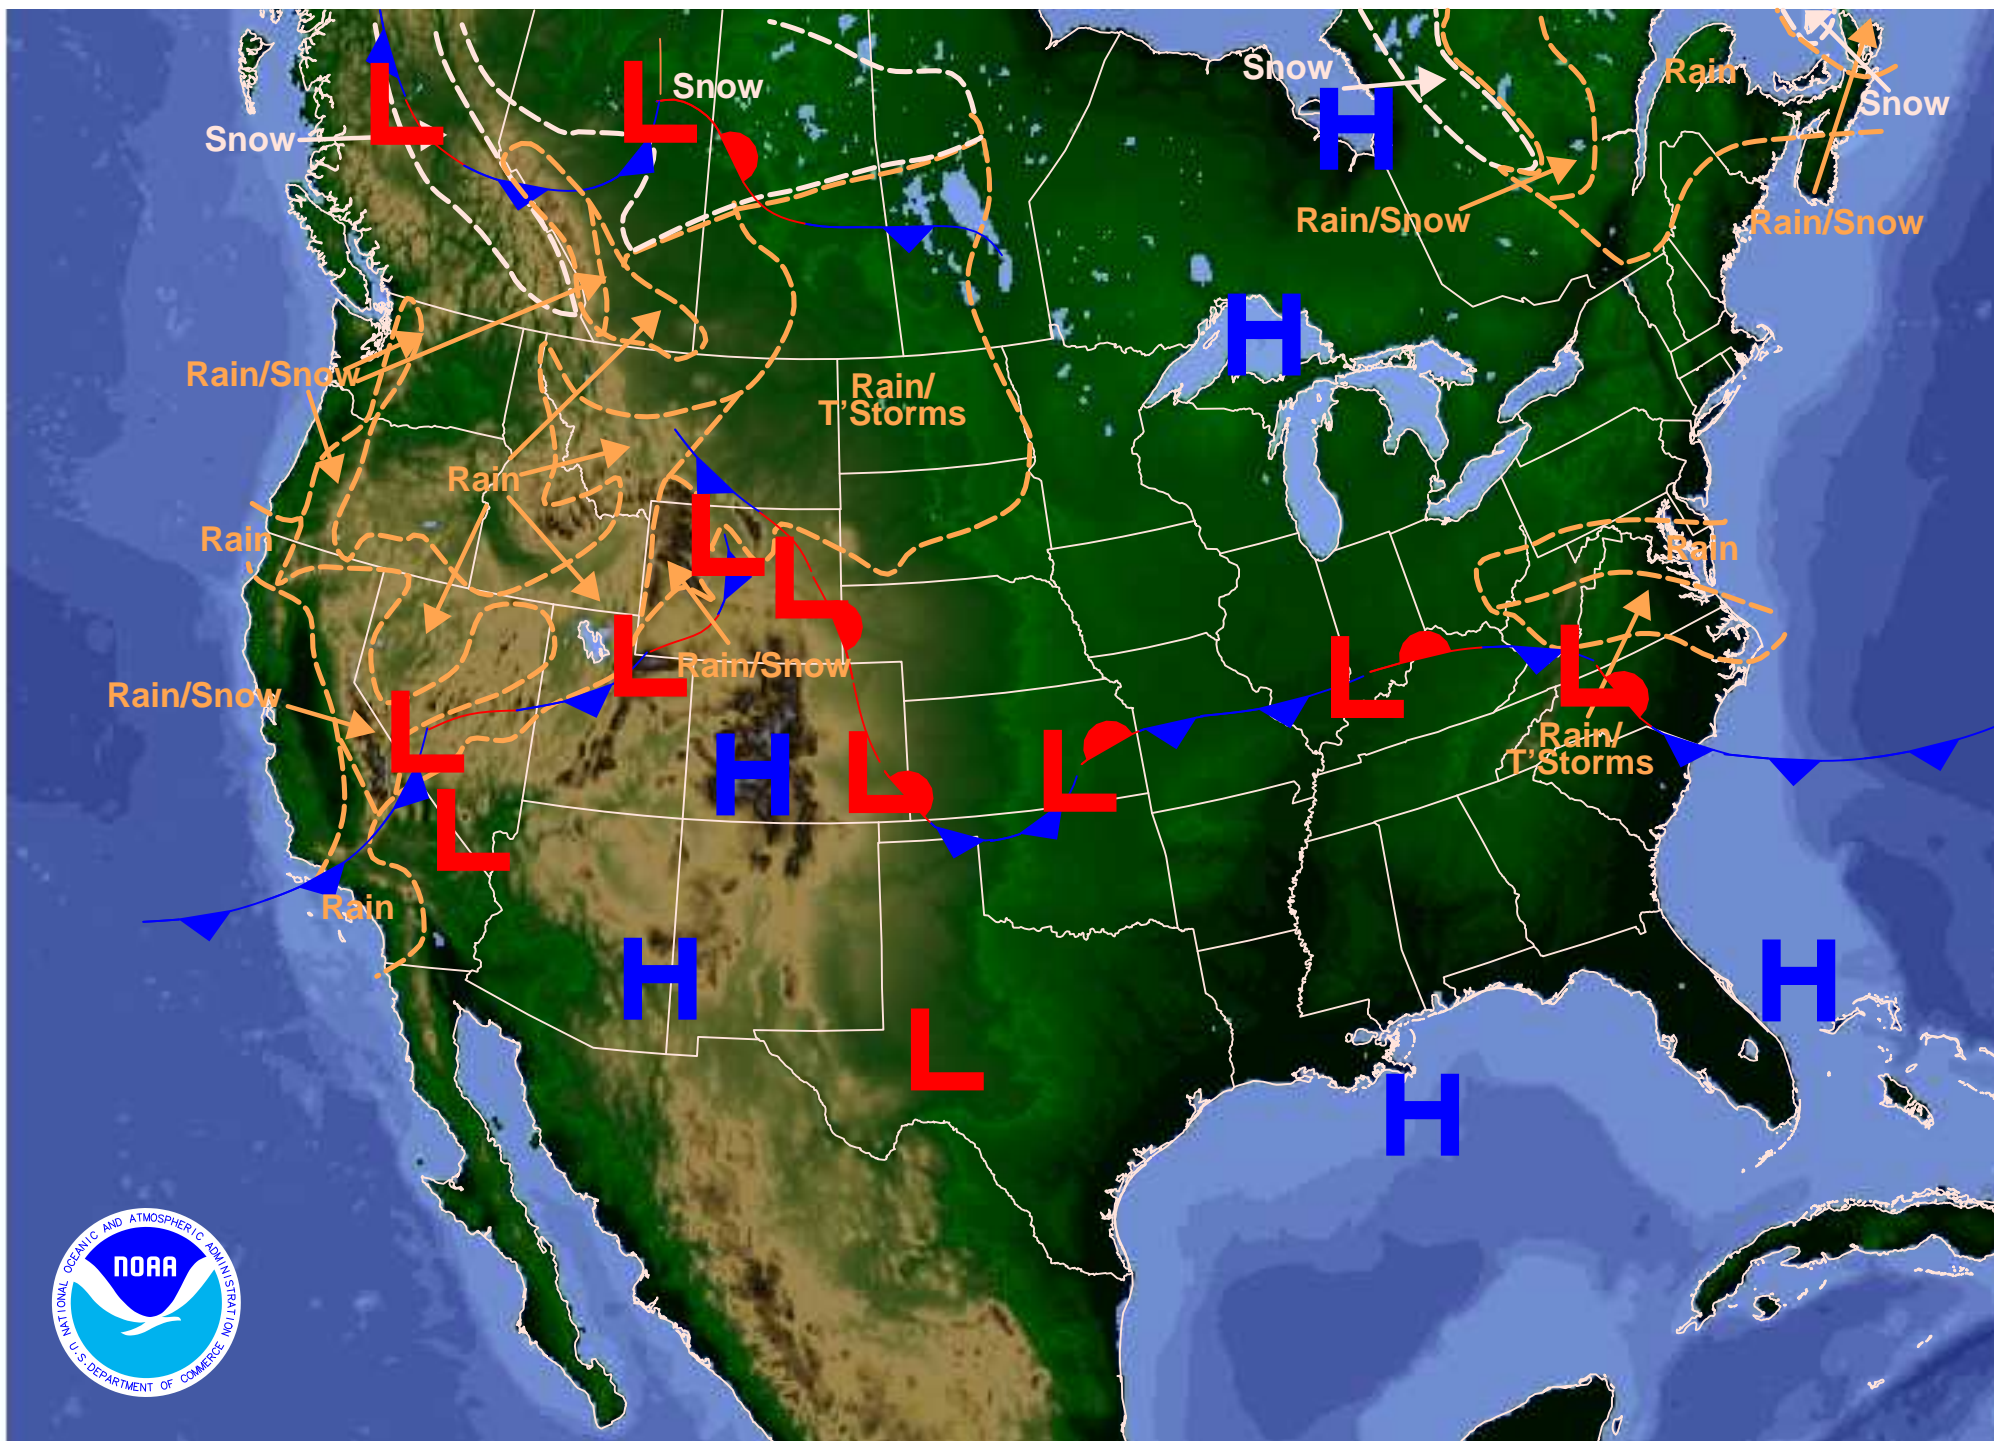 L
L
Snow
Snow
Rain
Snow
Snow
H
Rain/Snow
Rain/Snow
H
Rain/Snow
Rain/
T'Storms
Rain
Rain
L
L
Rain
L
Rain/Snow
Rain/Snow
L
L
L
Rain/
T'Storms
H
L
L
L
Rain
H
H
L
H
NATIONAL OCEANIC AND ATMOSPHERIC ADMINISTRATION
NOAA
U.S. DEPARTMENT OF COMMERCE